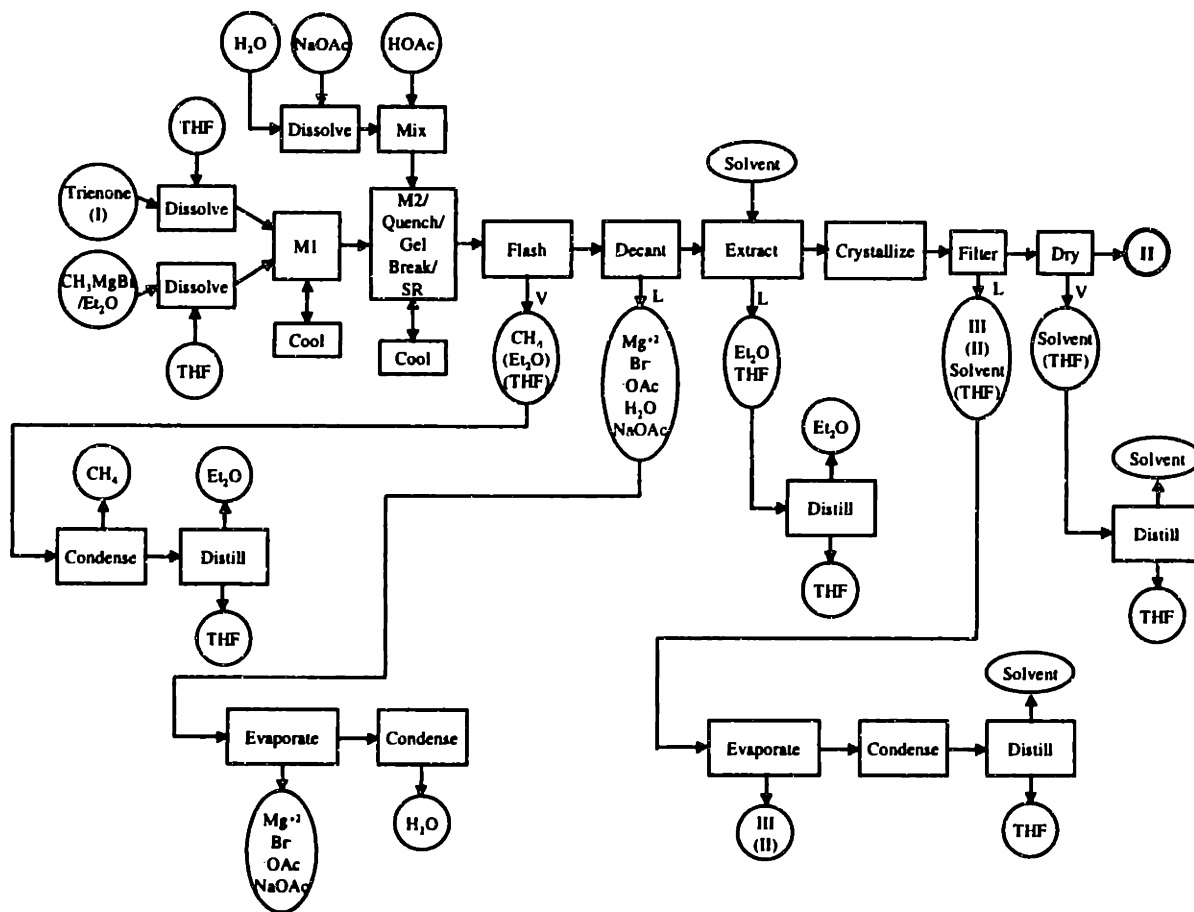 H₂O
NaOAc
HOAc
Dissolve
Mix
THF
Trienone
(I)
Dissolve
CH₃MgBr
/Et₂O
Dissolve
THF
M1
Cool
M2/
Quench/
Gel
Break/
SR
Cool
Flash
V
CH₄
(Et₂O)
(THF)
Decant
L
Mg⁺²
Br⁻
⁻OAc
H₂O
NaOAc
Solvent
Extract
L
Et₂O
THF
Crystallize
Filter
L
III
(II)
Solvent
(THF)
Dry
V
Solvent
(THF)
II
CH₄
Et₂O
Condense
Distill
THF
Et₂O
Distill
THF
Solvent
Distill
THF
Evaporate
Condense
Mg⁺²
Br⁻
⁻OAc
NaOAc
H₂O
Solvent
Evaporate
Condense
Distill
III
(II)
THF